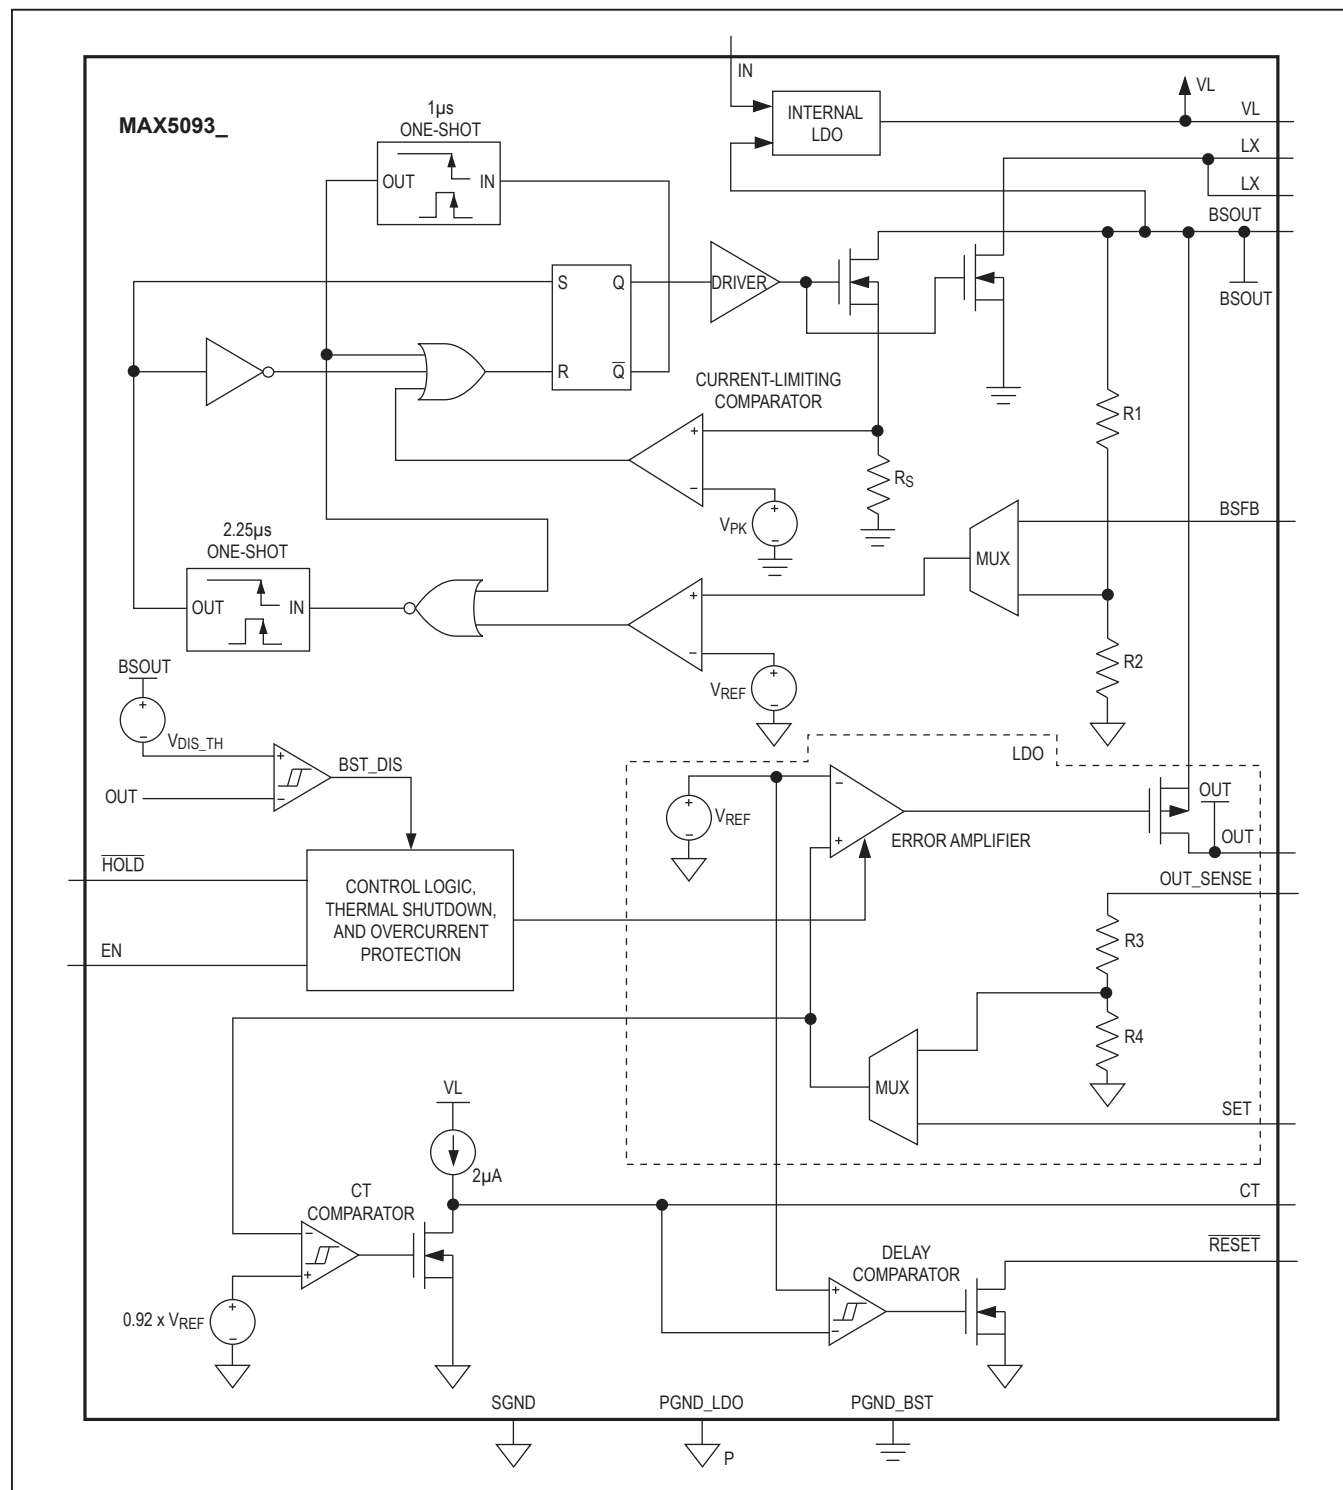 MAX5093_
IN
INTERNAL
LDO
VL
VL
LX
LX
BSOUT
BSOUT
1µs
ONE-SHOT
OUT
IN
S
Q
R
Q̅
DRIVER
CURRENT-LIMITING
COMPARATOR
+
−
RS
VPK
+
−
R1
BSFB
MUX
2.25µs
ONE-SHOT
OUT
IN
+
−
VREF
+
−
R2
BSOUT
+
−
VDIS_TH
OUT
+
−
BST_DIS
LDO
VREF
+
−
−
+
ERROR AMPLIFIER
OUT
OUT
H̅O̅L̅D̅
EN
CONTROL LOGIC,
THERMAL SHUTDOWN,
AND OVERCURRENT
PROTECTION
OUT_SENSE
R3
R4
MUX
SET
VL
2µA
CT
CT
COMPARATOR
−
+
0.92 x VREF
+
−
DELAY
COMPARATOR
+
−
R̅E̅S̅E̅T̅
SGND
PGND_LDO
P
PGND_BST